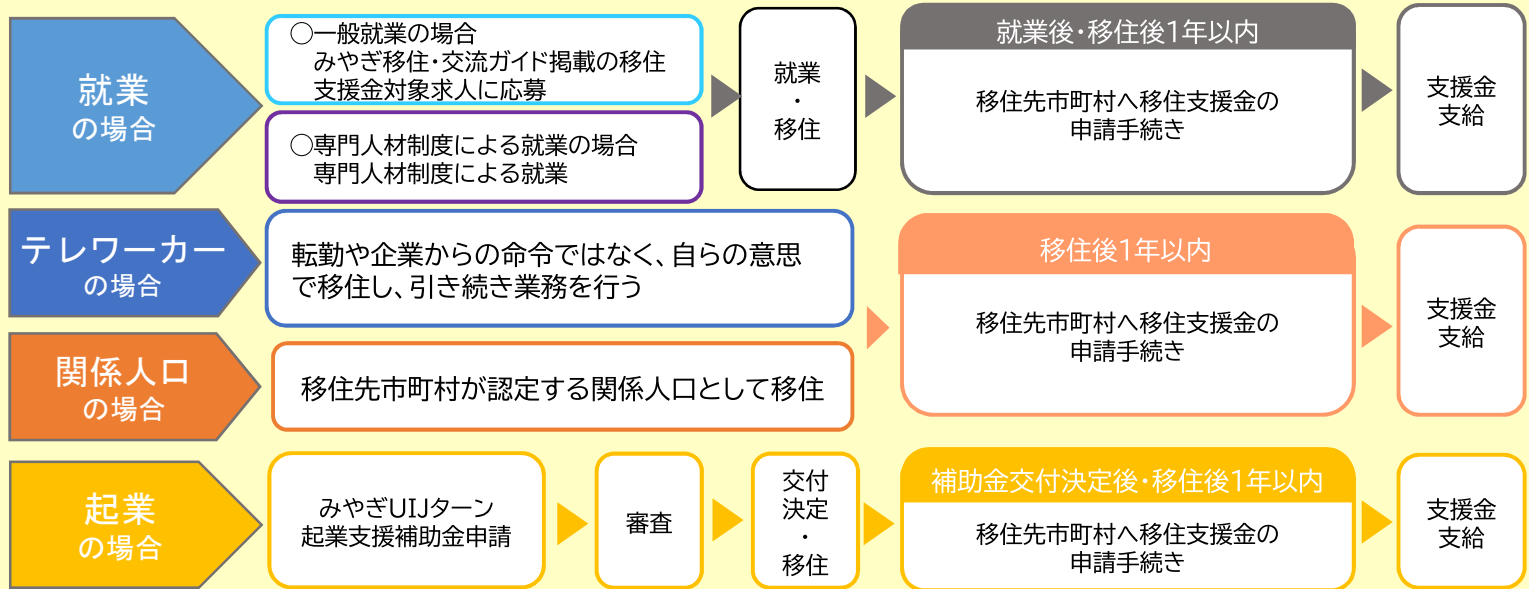 就業
の場合
○一般就業の場合
みやぎ移住・交流ガイド掲載の移住
支援金対象求人に応募
○専門人材制度による就業の場合
専門人材制度による就業
就業
・
移住
就業後・移住後1年以内
移住先市町村へ移住支援金の
申請手続き
支援金
支給
テレワーカー
の場合
転勤や企業からの命令ではなく、自らの意思
で移住し、引き続き業務を行う
関係人口
の場合
移住先市町村が認定する関係人口として移住
移住後1年以内
移住先市町村へ移住支援金の
申請手続き
支援金
支給
起業
の場合
みやぎUIJターン
起業支援補助金申請
審査
交付
決定
・
移住
補助金交付決定後・移住後1年以内
移住先市町村へ移住支援金の
申請手続き
支援金
支給